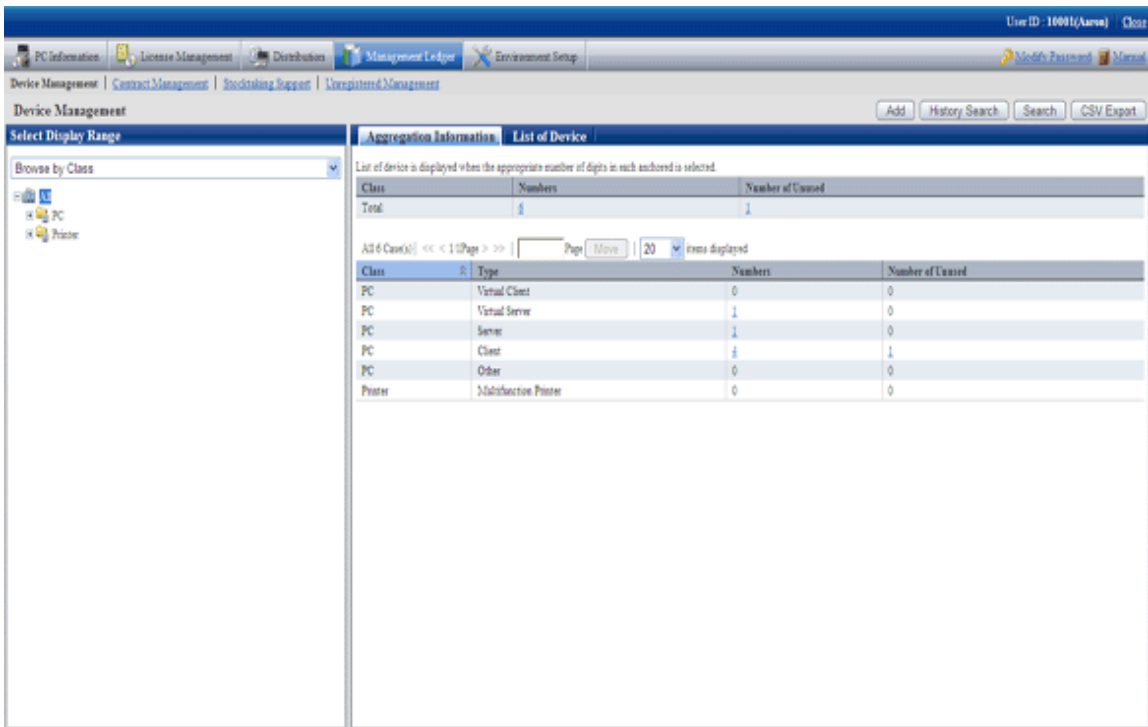 User ID : 10001(Aaron) Close
PC Information License Management Distribution Management Ledger Environment Setup Modify Password Manual
Device Management | Contract Management | Stocktaking Support | Unregistered Management
Device Management Add History Search Search CSV Export
Select Display Range Aggregation Information List of Device
Browse by Class List of device is displayed when the appropriate number of digits in each anchored is selected.
All Class Numbers Number of Unused
PC Total 6 1
Printer
All 6 Case(s)| << < 1/1Page > >> | Page Move | 20 items displayed
Class Type Numbers Number of Unused
PC Virtual Client 0 0
PC Virtual Server 1 0
PC Server 1 0
PC Client 4 1
PC Other 0 0
Printer Multifunction Printer 0 0